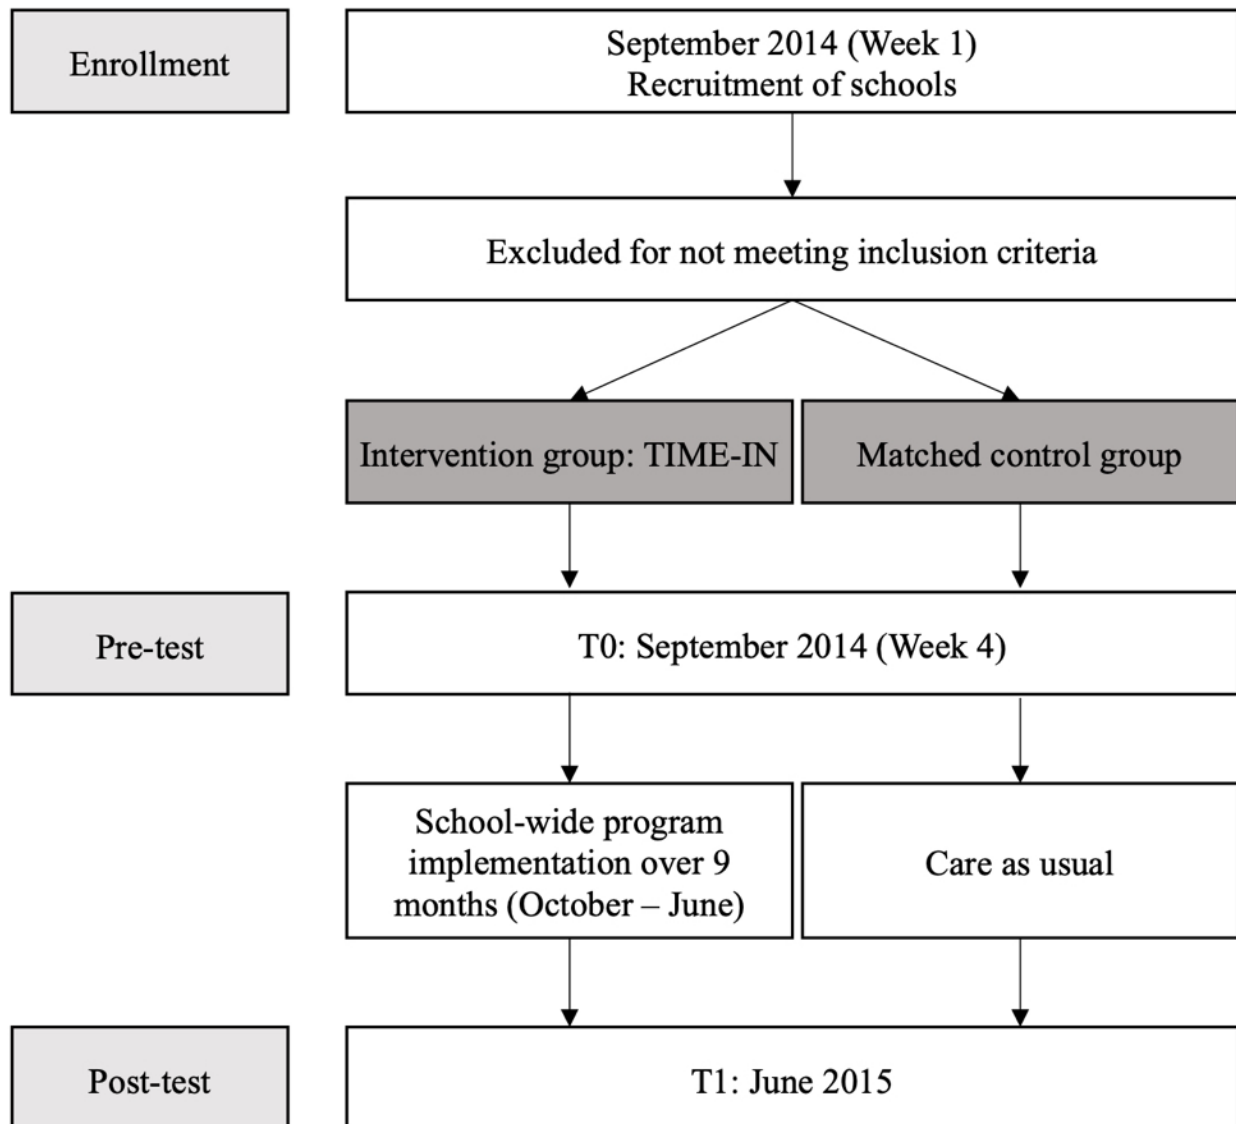 Enrollment
September 2014 (Week 1)
Recruitment of schools
Excluded for not meeting inclusion criteria
Intervention group: TIME-IN
Matched control group
Pre-test
T0: September 2014 (Week 4)
School-wide program
implementation over 9
months (October – June)
Care as usual
Post-test
T1: June 2015